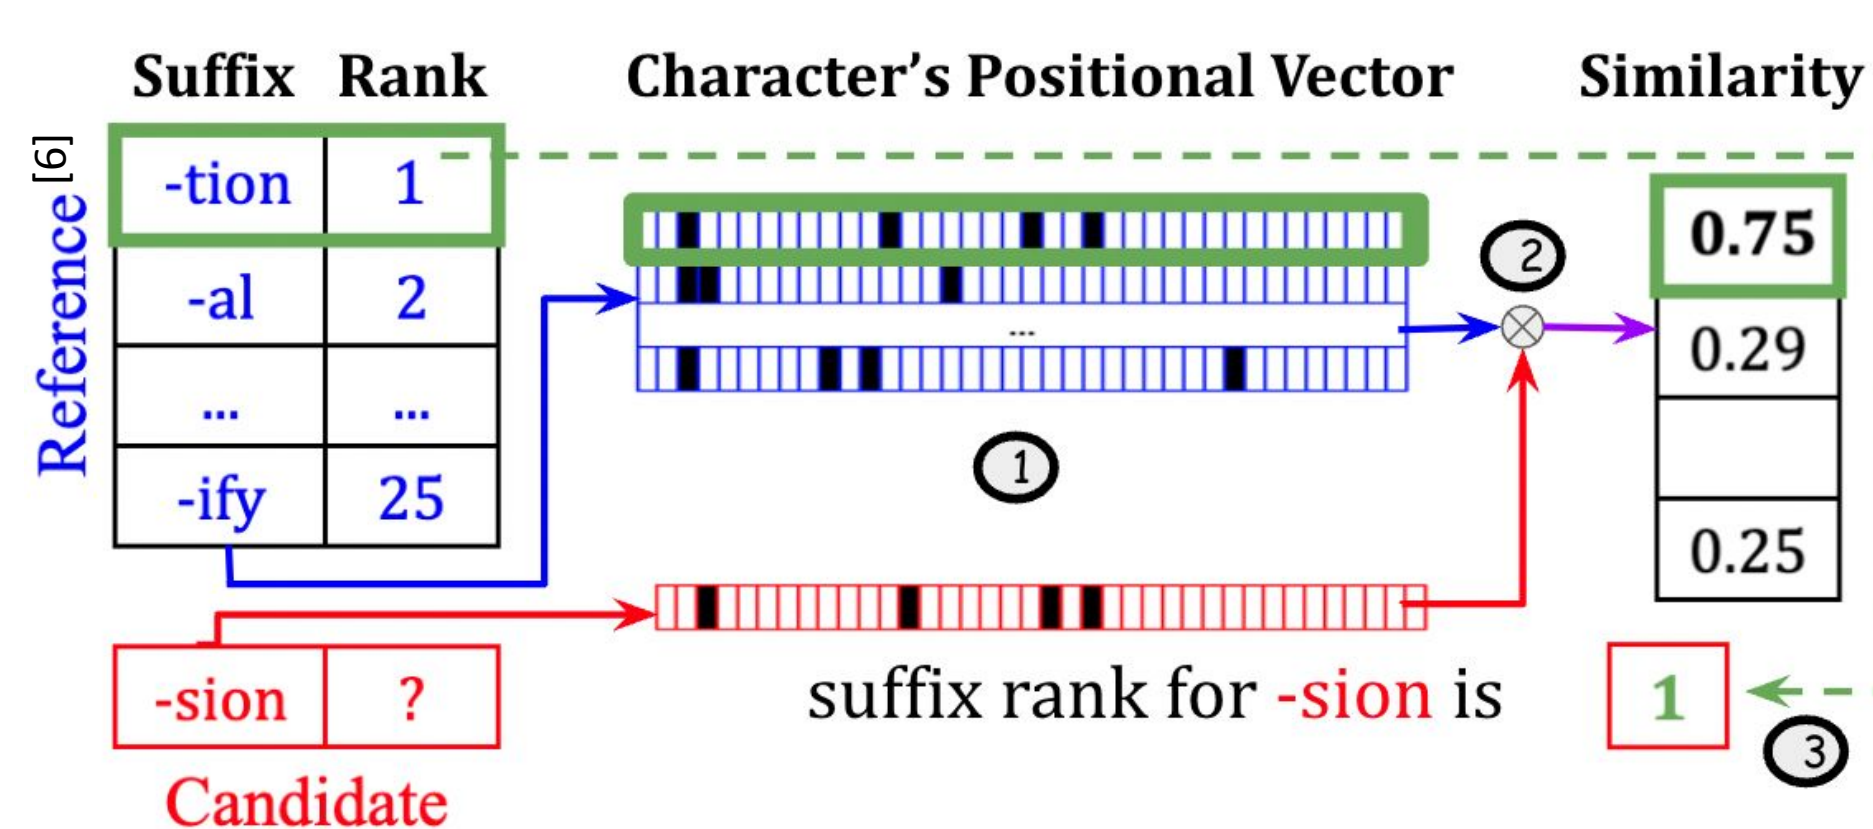 Suffix Rank Character’s Positional Vector Similarity
Reference [6]
-tion 1
-al 2
... ...
-ify 25
...
1
2
0.75
0.29
0.25
-sion ?
Candidate
suffix rank for -sion is 1
3